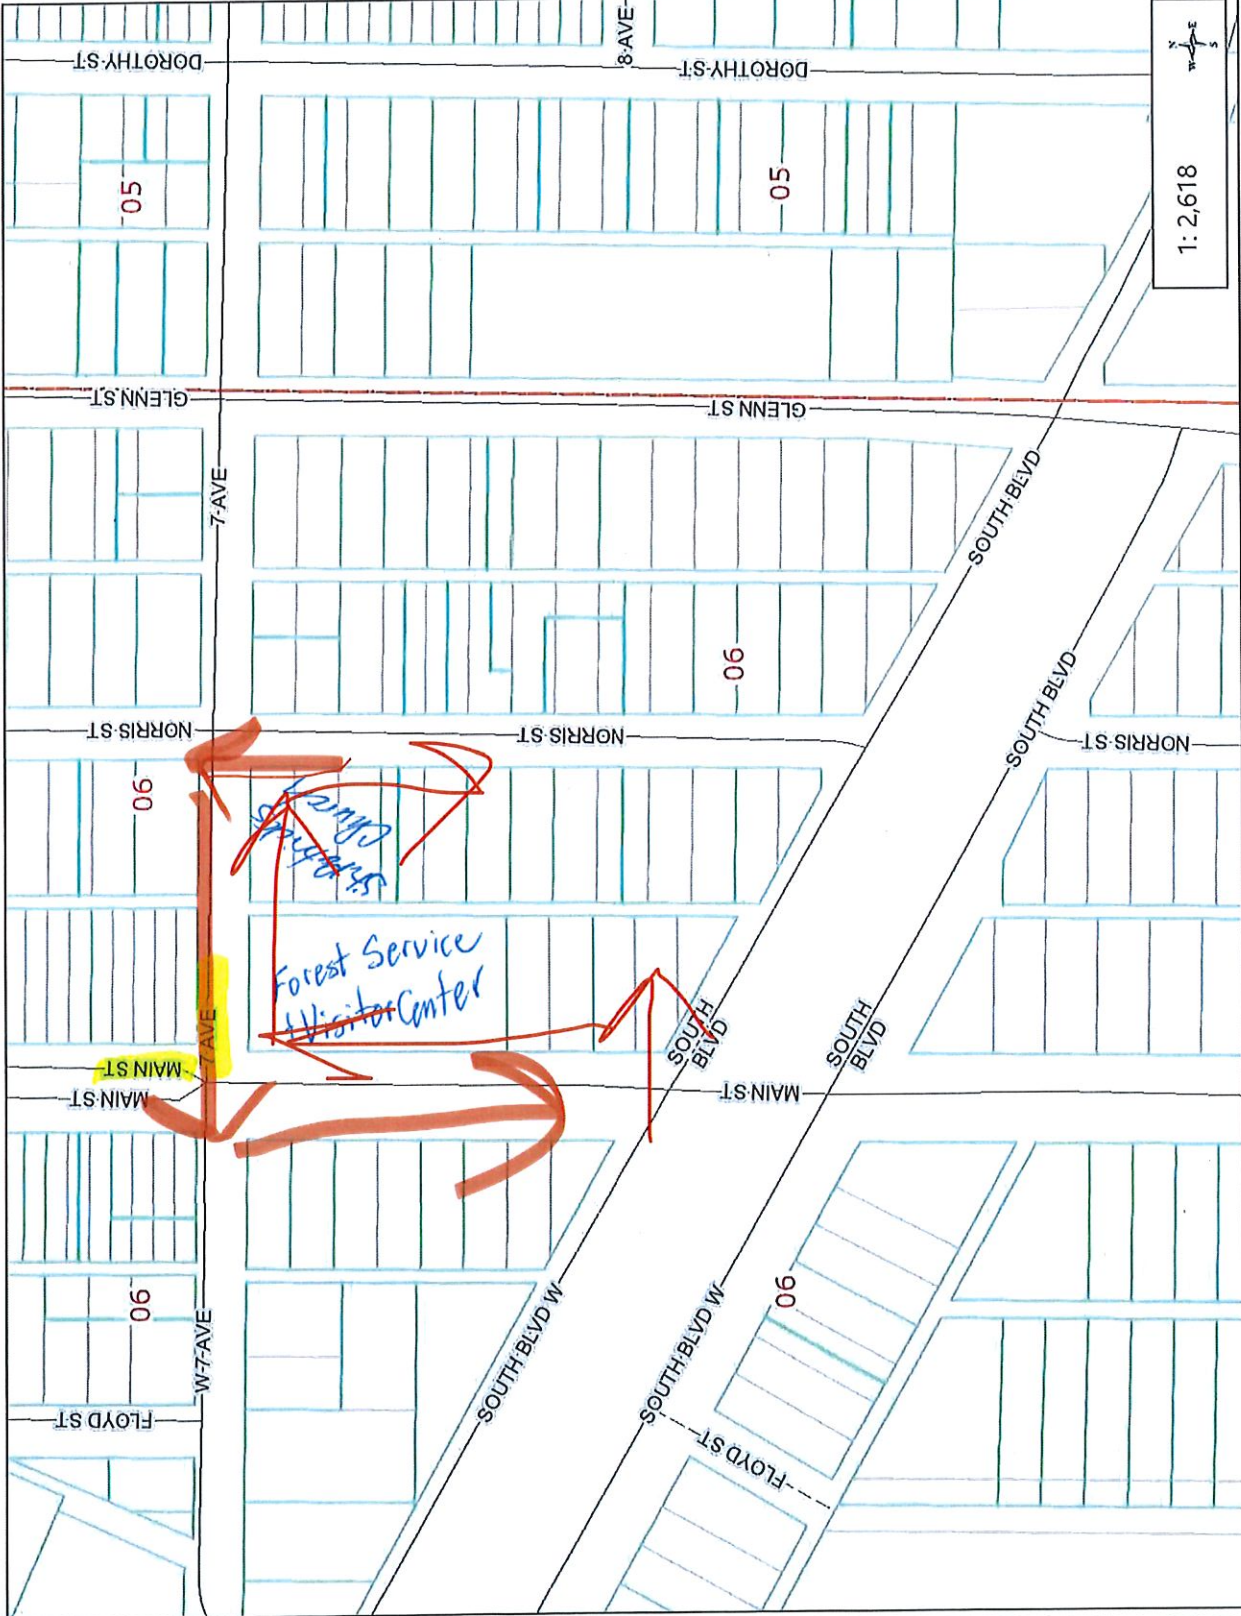 DOROTHY ST
8-AVE
DOROTHY ST
N
W E
S
1: 2,618
05
05
GLENN ST
GLENN ST
7-AVE
SOUTH BLVD
06
NORRIS ST
NORRIS ST
SOUTH BLVD
NORRIS ST
06
St. Patrick's
Church
Forest Service
+ Visitor Center
7 AVE
MAIN ST
MAIN ST
SOUTH
BLVD
SOUTH
BLVD
MAIN ST
06
W-7-AVE
SOUTH BLVD W
SOUTH BLVD W
06
FLOYD ST
FLOYD ST